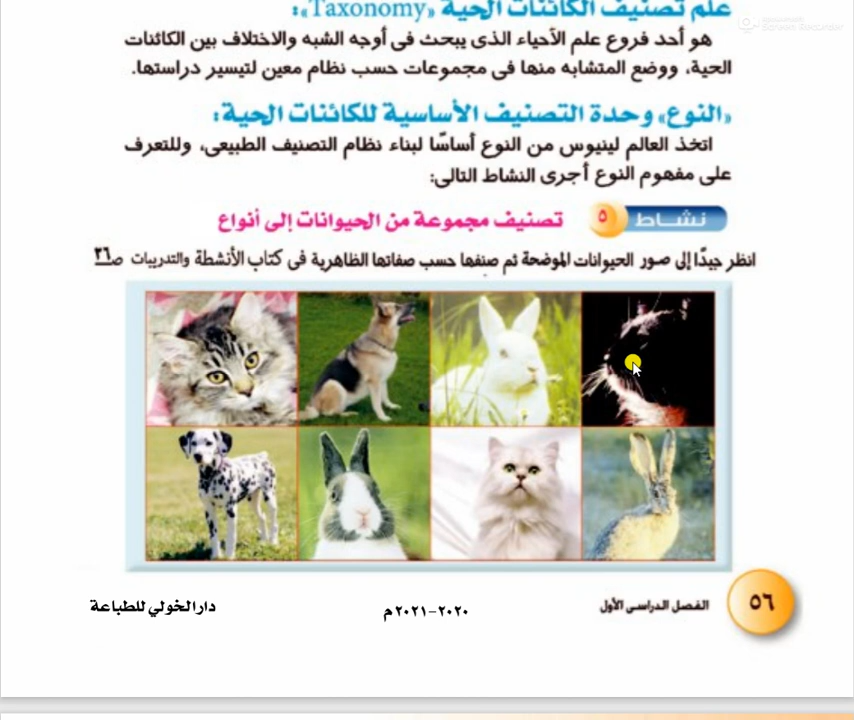 علم تصنيف الكائنات الحية «Taxonomy»:
Screen Recorder
هو أحد فروع علم الأحياء الذى يبحث فى أوجه الشبه والاختلاف بين الكائنات
الحية، ووضع المتشابه منها فى مجموعات حسب نظام معين لتيسير دراستها.
«النوع» وحدة التصنيف الأساسية للكائنات الحية:
اتخذ العالم لينيوس من النوع أساسًا لبناء نظام التصنيف الطبيعى، وللتعرف
على مفهوم النوع أجرى النشاط التالى:
نشاط ٥ تصنيف مجموعة من الحيوانات إلى أنواع
انظر جيدًا إلى صور الحيوانات الموضحة ثم صنفها حسب صفاتها الظاهرية فى كتاب الأنشطة والتدريبات صـ٣٦
٥٦ الفصل الدراسى الأول ٢٠٢٠-٢٠٢١م دار الخولي للطباعة